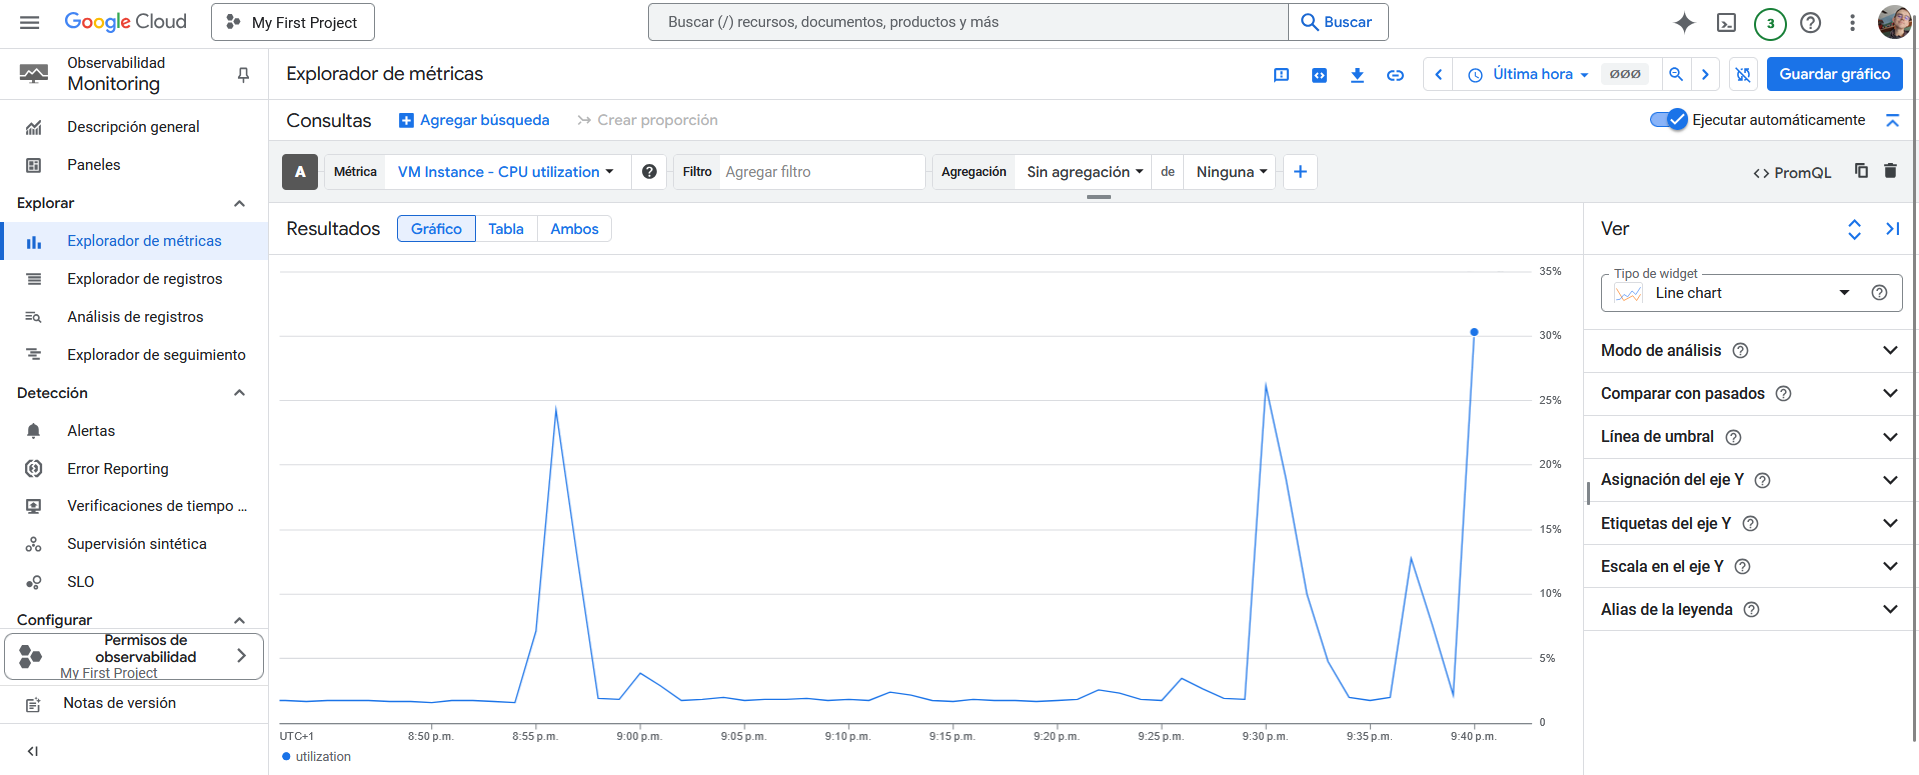 Google Cloud
My First Project
Buscar (/) recursos, documentos, productos y más
Buscar
3
Observabilidad
Monitoring
Explorador de métricas
Última hora
Guardar gráfico
Descripción general
Paneles
Explorar
Explorador de métricas
Explorador de registros
Análisis de registros
Explorador de seguimiento
Detección
Alertas
Error Reporting
Verificaciones de tiempo ...
Supervisión sintética
SLO
Configurar
Permisos de
observabilidad
My First Project
Notas de versión
Consultas
Agregar búsqueda
Crear proporción
Ejecutar automáticamente
A
Métrica
VM Instance - CPU utilization
Filtro
Agregar filtro
Agregación
Sin agregación
de
Ninguna
<> PromQL
Resultados
Gráfico
Tabla
Ambos
35%
30%
25%
20%
15%
10%
5%
0
UTC+1
8:50 p.m.
8:55 p.m.
9:00 p.m.
9:05 p.m.
9:10 p.m.
9:15 p.m.
9:20 p.m.
9:25 p.m.
9:30 p.m.
9:35 p.m.
9:40 p.m.
utilization
Ver
Tipo de widget
Line chart
Modo de análisis
Comparar con pasados
Línea de umbral
Asignación del eje Y
Etiquetas del eje Y
Escala en el eje Y
Alias de la leyenda